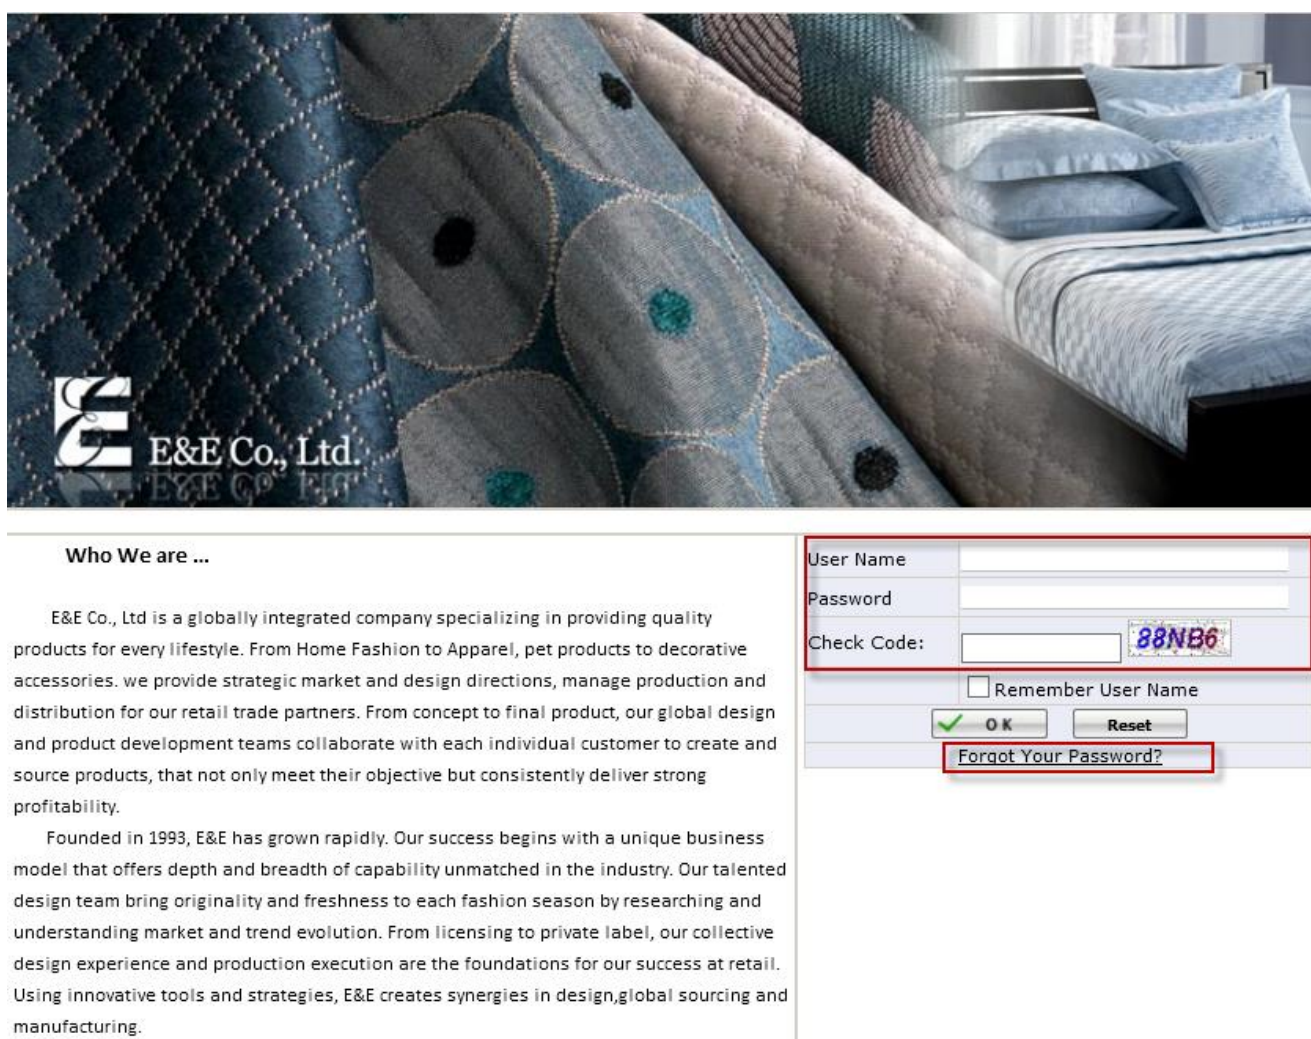 E&E Co., Ltd.
Who We are ...
E&E Co., Ltd is a globally integrated company specializing in providing quality
products for every lifestyle. From Home Fashion to Apparel, pet products to decorative
accessories. we provide strategic market and design directions, manage production and
distribution for our retail trade partners. From concept to final product, our global design
and product development teams collaborate with each individual customer to create and
source products, that not only meet their objective but consistently deliver strong
profitability.
Founded in 1993, E&E has grown rapidly. Our success begins with a unique business
model that offers depth and breadth of capability unmatched in the industry. Our talented
design team bring originality and freshness to each fashion season by researching and
understanding market and trend evolution. From licensing to private label, our collective
design experience and production execution are the foundations for our success at retail.
Using innovative tools and strategies, E&E creates synergies in design,global sourcing and
manufacturing.
User Name
Password
Check Code: 88NB6
Remember User Name
OK Reset
Forgot Your Password?